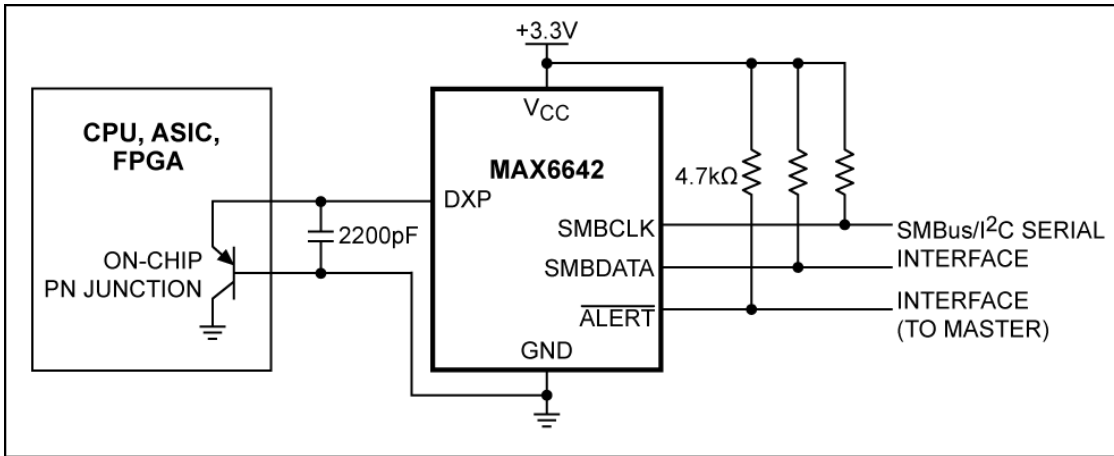 +3.3V
VCC
CPU, ASIC,
FPGA
MAX6642
4.7kΩ
DXP
2200pF
SMBCLK
SMBus/I²C SERIAL
INTERFACE
ON-CHIP
PN JUNCTION
SMBDATA
ALERT
INTERFACE
(TO MASTER)
GND